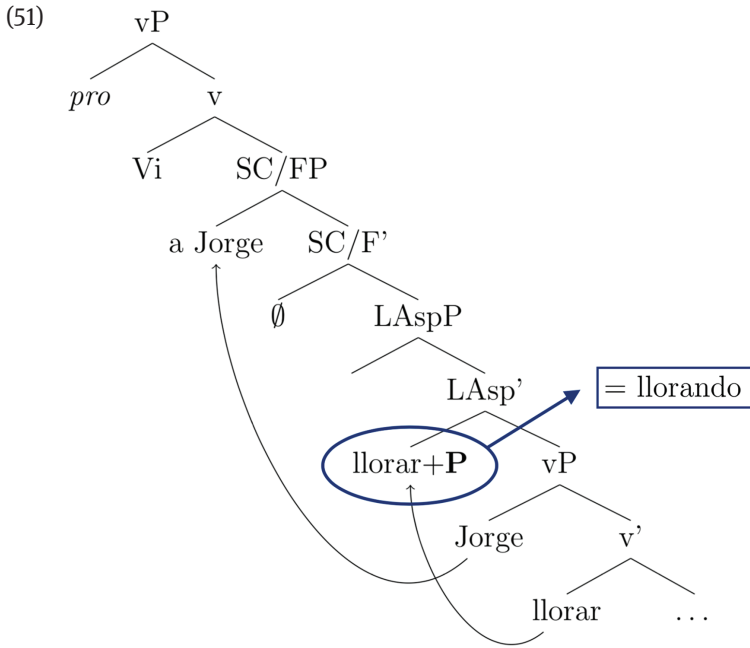 (51)
vP
pro v
Vi SC/FP
a Jorge SC/F’
∅ LAspP
LAsp’
= llorando
llorar+P vP
Jorge v’
llorar ...